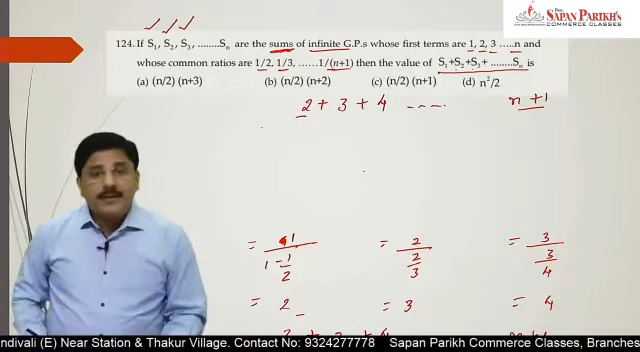 Prof.
SAPAN PARIKH'S
COMMERCE CLASSES
124. If S₁, S₂, S₃, ........Sₙ are the sums of infinite G.P.s whose first terms are 1, 2, 3 .....n and
whose common ratios are 1/2, 1/3, ……1/(n+1) then the value of S₁+S₂+S₃+ ........Sₙ is
(a) (n/2) (n+3) (b) (n/2) (n+2) (c) (n/2) (n+1) (d) n²/2
2 + 3 + 4 ---- n+1
= 1/(1-1/2) = 2/(2/3) = 3/(3/4)
= 2 = 3 = 4
ndivali (E) Near Station & Thakur Village. Contact No: 9324277778 Sapan Parikh Commerce Classes, Branches